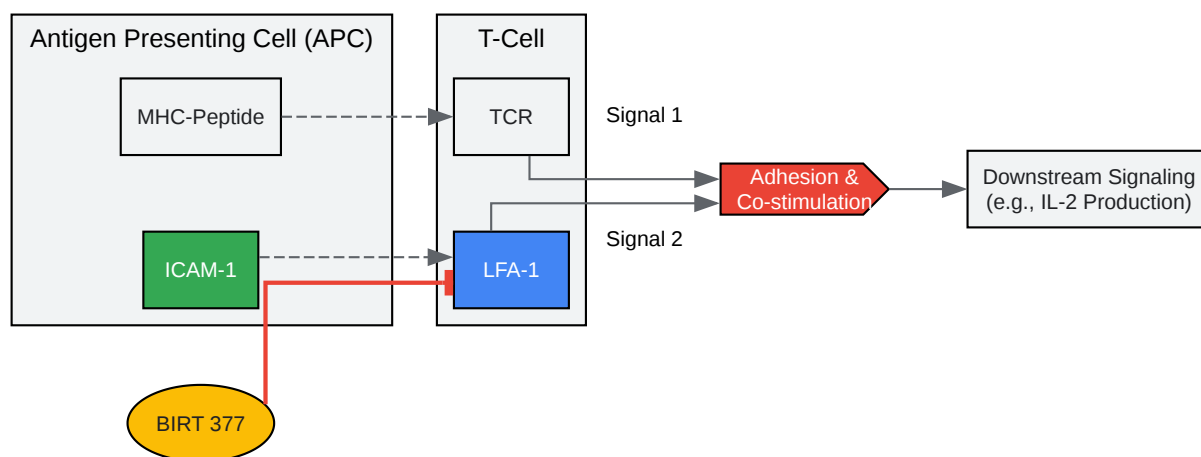 Antigen Presenting Cell (APC)
T-Cell
MHC-Peptide
TCR
Signal 1
Adhesion &
Co-stimulation
Downstream Signaling
(e.g., IL-2 Production)
Signal 2
ICAM-1
LFA-1
BIRT 377